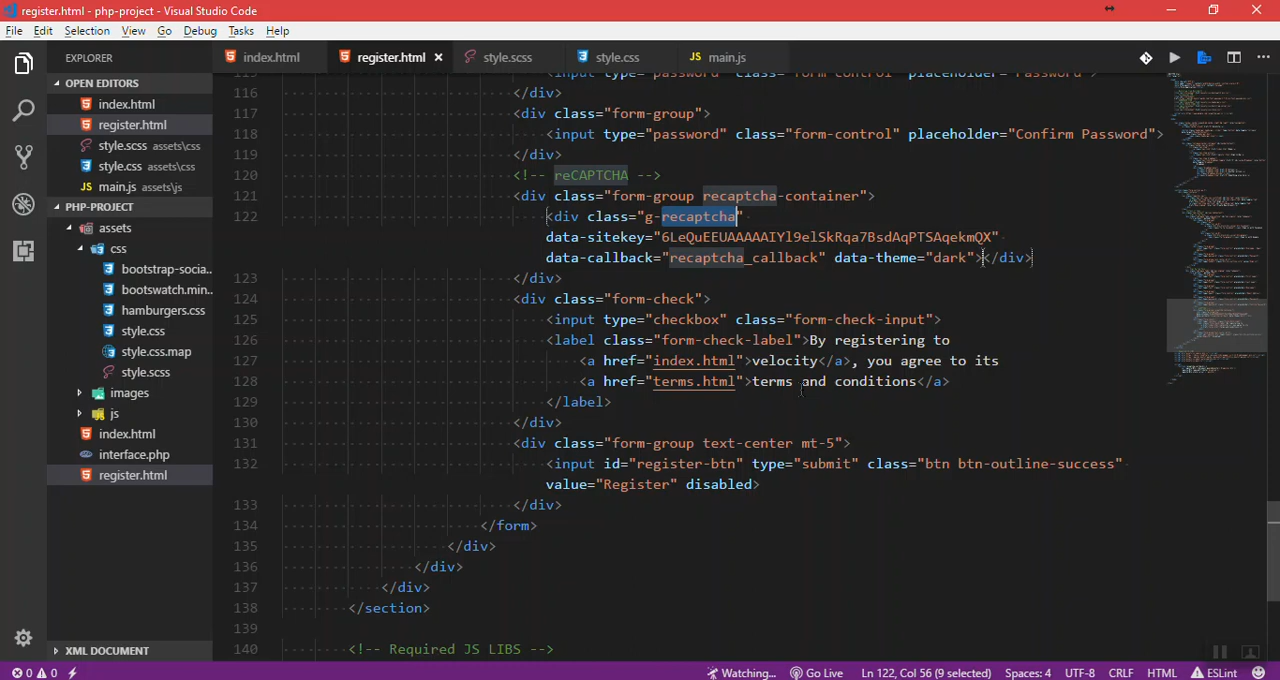 register.html - php-project - Visual Studio Code
File Edit Selection View Go Debug Tasks Help
EXPLORER
index.html register.html style.scss style.css main.js
OPEN EDITORS
index.html
register.html
style.scss assets\css
style.css assets\css
main.js assets\js
PHP-PROJECT
assets
css
bootstrap-socia...
bootswatch.min...
hamburgers.css
style.css
style.css.map
style.scss
images
js
index.html
interface.php
register.html
XML DOCUMENT
<input type="password" class="form-control" placeholder="Password">
116 </div>
117 <div class="form-group">
118 <input type="password" class="form-control" placeholder="Confirm Password">
119 </div>
120 <!-- reCAPTCHA -->
121 <div class="form-group recaptcha-container">
122 <div class="g-recaptcha"
data-sitekey="6LeQuEEUAAAAAIYl9elSkRqa7BsdAqPTSAqekmQX"
data-callback="recaptcha_callback" data-theme="dark"></div>
123 </div>
124 <div class="form-check">
125 <input type="checkbox" class="form-check-input">
126 <label class="form-check-label">By registering to
127 <a href="index.html">velocity</a>, you agree to its
128 <a href="terms.html">terms and conditions</a>
129 </label>
130 </div>
131 <div class="form-group text-center mt-5">
132 <input id="register-btn" type="submit" class="btn btn-outline-success"
value="Register" disabled>
133 </div>
134 </form>
135 </div>
136 </div>
137 </div>
138 </section>
139
140 <!-- Required JS LIBS -->
0 0 Watching... Go Live Ln 122, Col 56 (9 selected) Spaces: 4 UTF-8 CRLF HTML ESLint